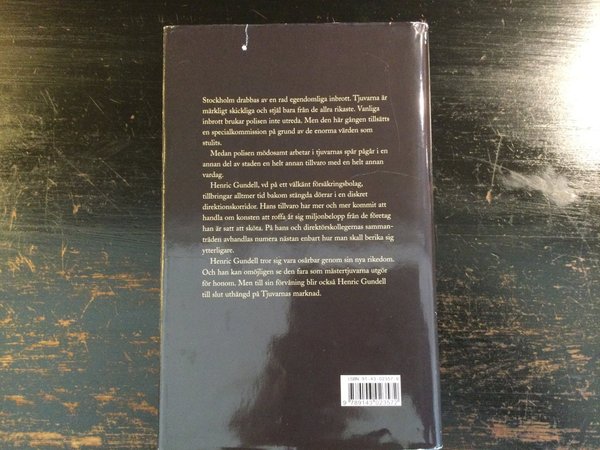 Stockholm drabbas av en rad egendomliga inbrott. Tjuvarna är
märkligt skickliga och stjäl bara från de allra rikaste. Vanliga
inbrott brukar polisen inte utreda. Men den här gången tillsätts
en specialkommission på grund av de enorma värden som
stulits.
Medan polisen mödosamt arbetar i tjuvarnas spår pågår i en
annan del av staden en helt annan tillvaro med en helt annan
vardag.
Henric Gundell, vd på ett välkänt försäkringsbolag,
tillbringar alltmer tid bakom stängda dörrar i en diskret
direktionskorridor. Hans tillvaro har mer och mer kommit att
handla om konsten att roffa åt sig miljonbelopp från de företag
han är satt att sköta. På hans och direktörskollegernas samman-
träden avhandlas numera nästan enbart hur man skall berika sig
ytterligare.
Henric Gundell tror sig vara osårbar genom sin nya rikedom.
Och han kan omöjligen se den fara som mästertjuvarna utgör
för honom. Men till sin förvåning blir också Henric Gundell
till slut uthängd på Tjuvarnas marknad.
ISBN 91-43-02357-9
9 789143 023572